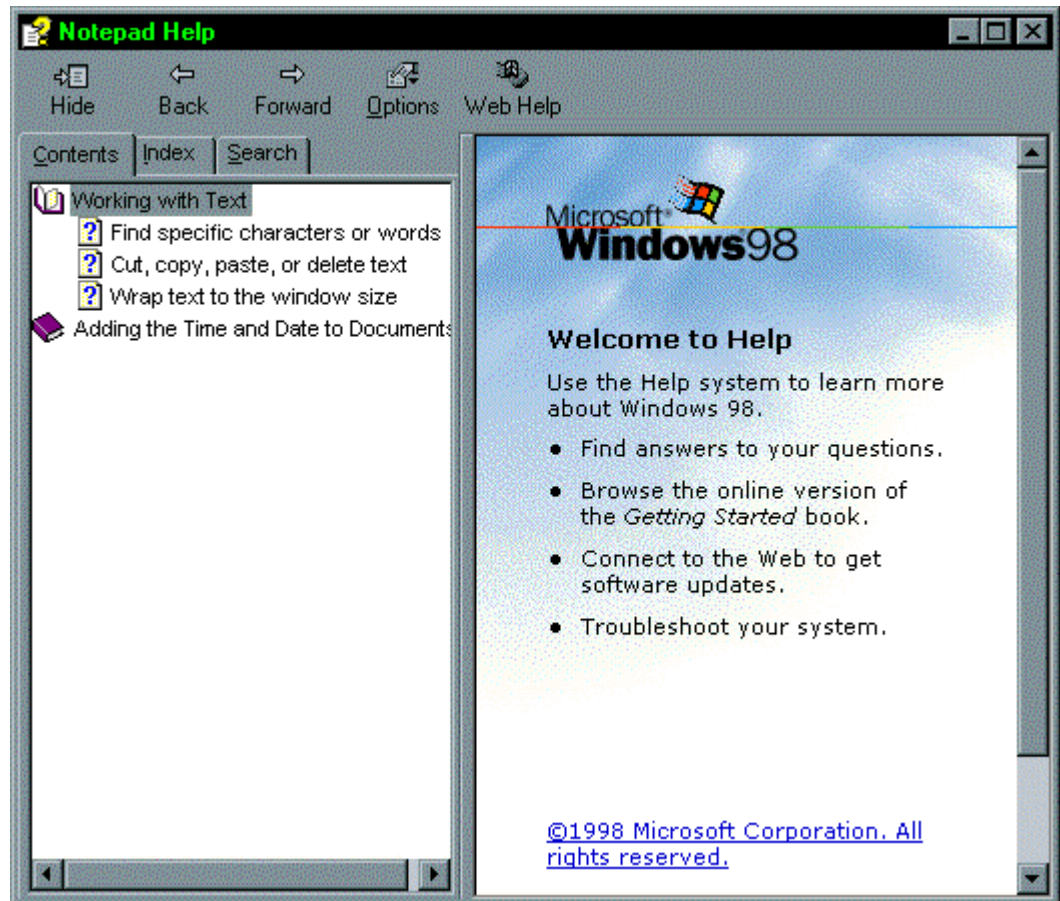 Notepad Help
Hide Back Forward Options Web Help
Contents Index Search
Working with Text
Find specific characters or words
Cut, copy, paste, or delete text
Wrap text to the window size
Adding the Time and Date to Documents
Microsoft
Windows98
Welcome to Help
Use the Help system to learn more
about Windows 98.
• Find answers to your questions.
• Browse the online version of
the Getting Started book.
• Connect to the Web to get
software updates.
• Troubleshoot your system.
©1998 Microsoft Corporation. All
rights reserved.